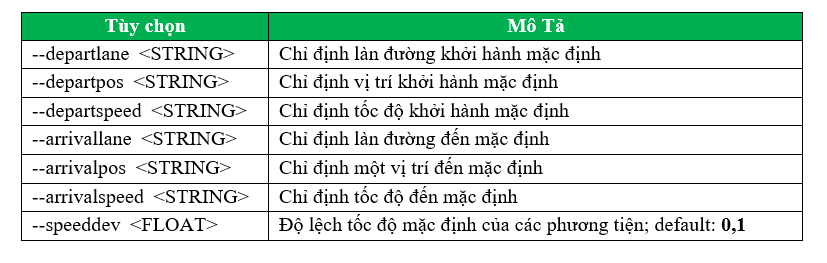 Tùy chọn Mô Tả
--departlane <STRING> Chỉ định làn đường khởi hành mặc định
--departpos <STRING> Chỉ định vị trí khởi hành mặc định
--departspeed <STRING> Chỉ định tốc độ khởi hành mặc định
--arrivallane <STRING> Chỉ định làn đường đến mặc định
--arrivalpos <STRING> Chỉ định một vị trí đến mặc định
--arrivalspeed <STRING> Chỉ định tốc độ đến mặc định
--speeddev <FLOAT> Độ lệch tốc độ mặc định của các phương tiện; default: 0,1